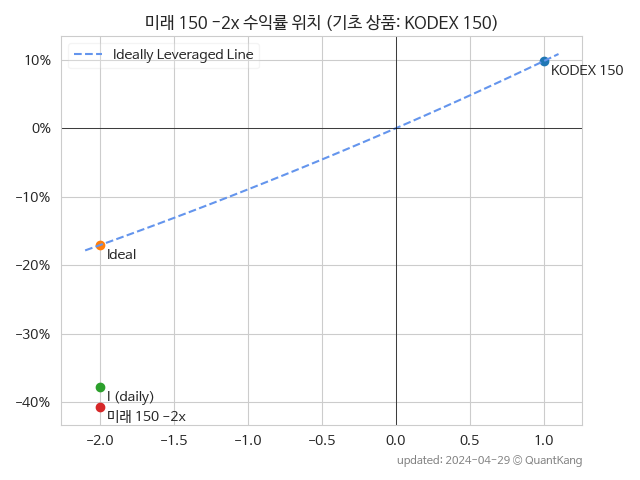 미래 150 -2x 수익률 위치 (기초 상품: KODEX 150)
Ideally Leveraged Line
10%
KODEX 150
0%
-10%
Ideal
-20%
-30%
I (daily)
-40%
미래 150 -2x
-2.0 -1.5 -1.0 -0.5 0.0 0.5 1.0
updated: 2024-04-29 © QuantKang